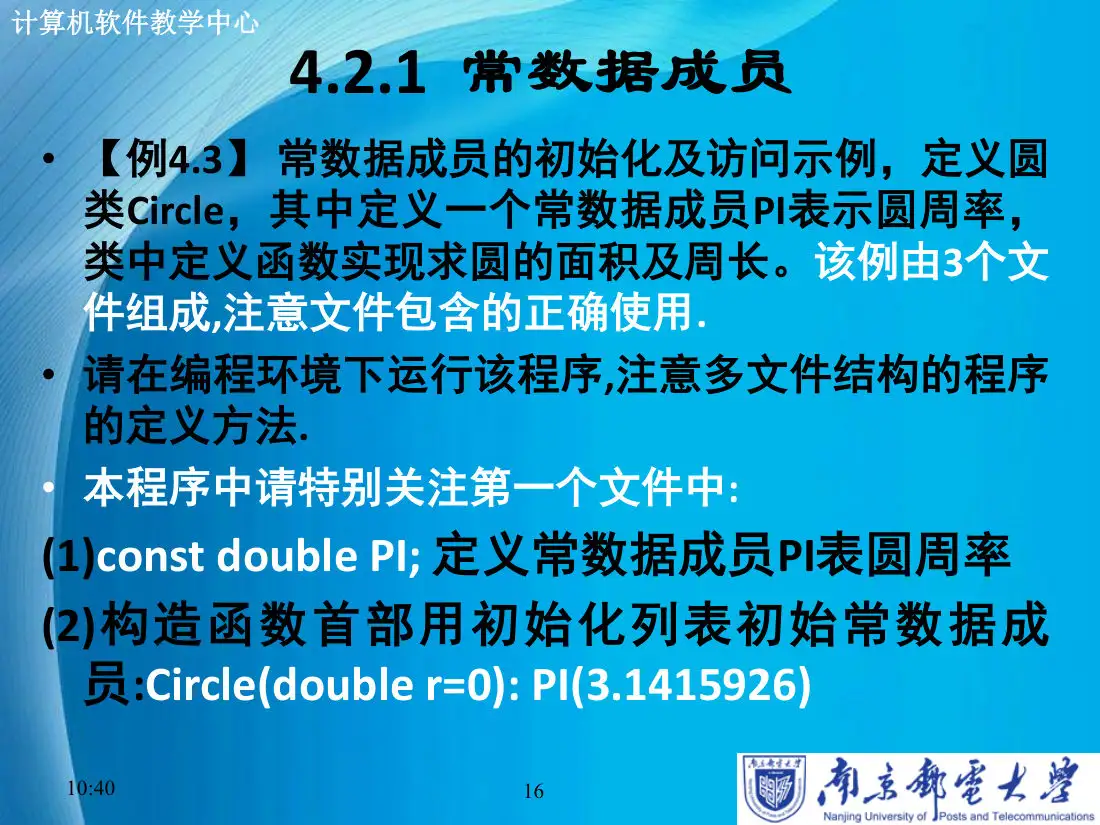 计算机软件教学中心
4.2.1 常数据成员
• 【例4.3】 常数据成员的初始化及访问示例，定义圆
类Circle，其中定义一个常数据成员PI表示圆周率，
类中定义函数实现求圆的面积及周长。该例由3个文
件组成,注意文件包含的正确使用.
• 请在编程环境下运行该程序,注意多文件结构的程序
的定义方法.
• 本程序中请特别关注第一个文件中:
(1)const double PI; 定义常数据成员PI表圆周率
(2)构造函数首部用初始化列表初始常数据成
员:Circle(double r=0): PI(3.1415926)
10:40
16
南京郵電大學
Nanjing University of Posts and Telecommunications